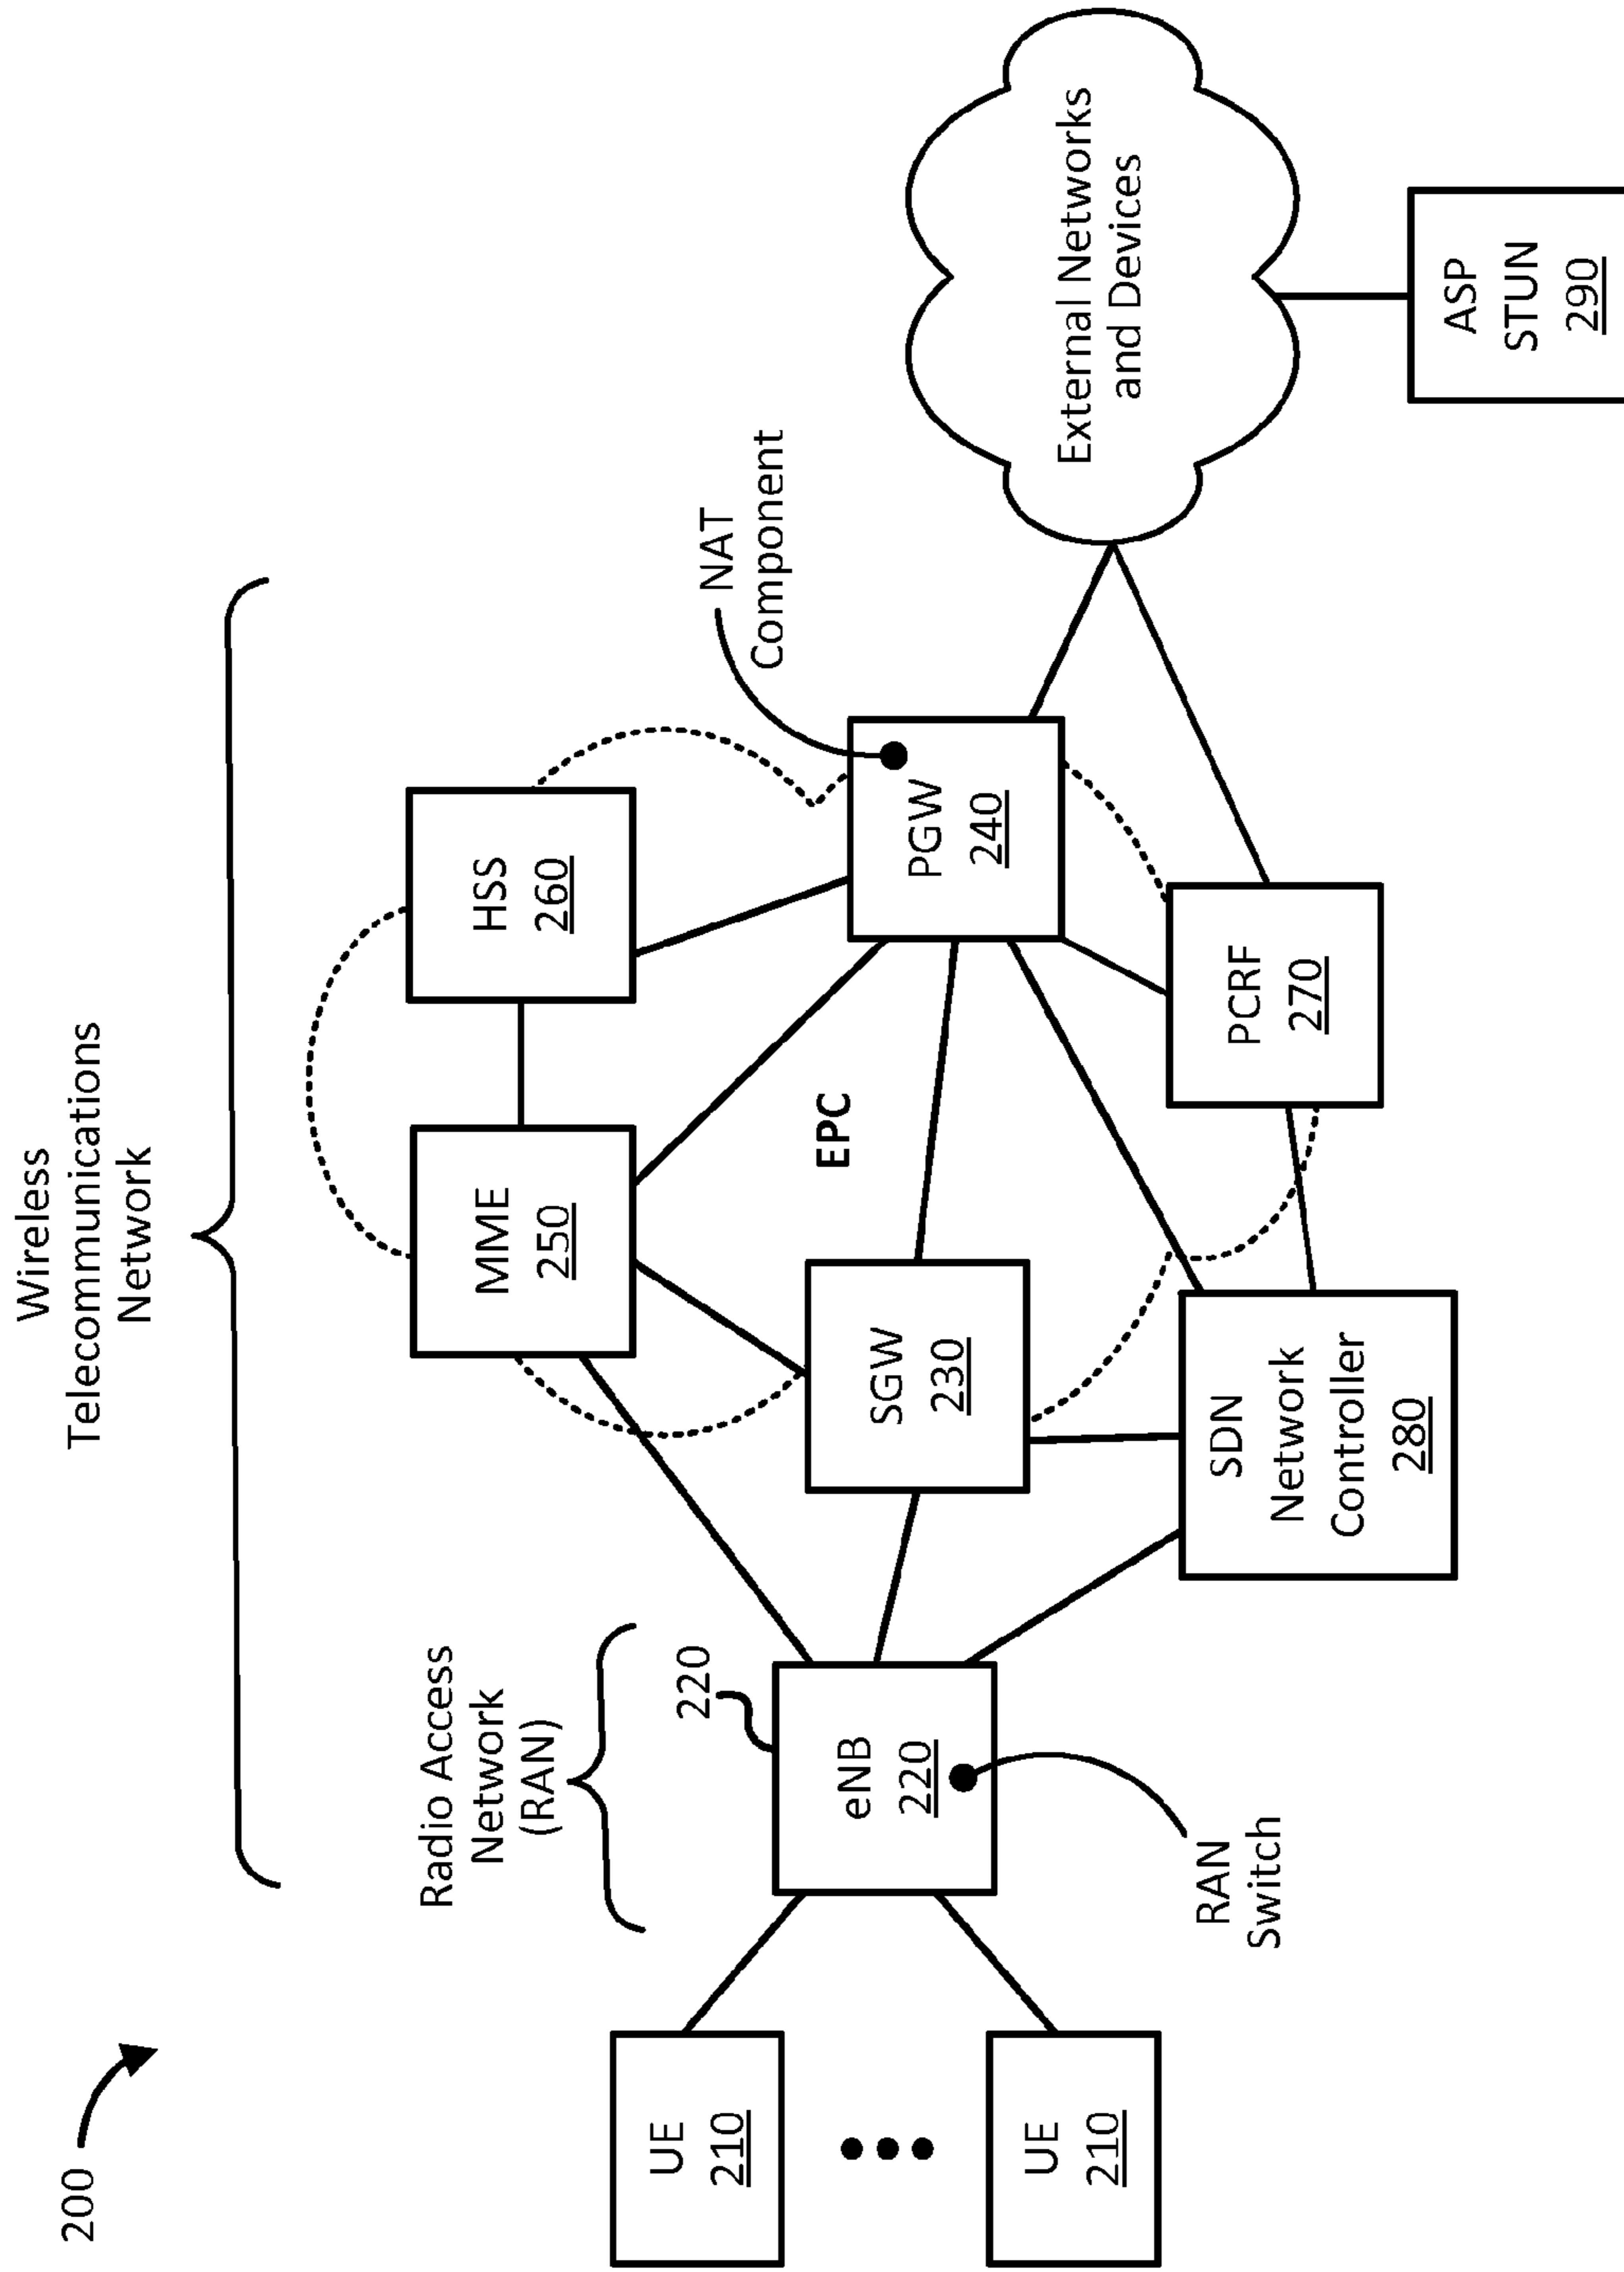 200
Wireless
Telecommunications
Network
Radio Access
Network
(RAN)
220
UE
210
UE
210
eNB
220
RAN
Switch
MME
250
HSS
260
SGW
230
EPC
PGW
240
NAT
Component
SDN
Network
Controller
280
PCRF
270
External Networks
and Devices
ASP
STUN
290